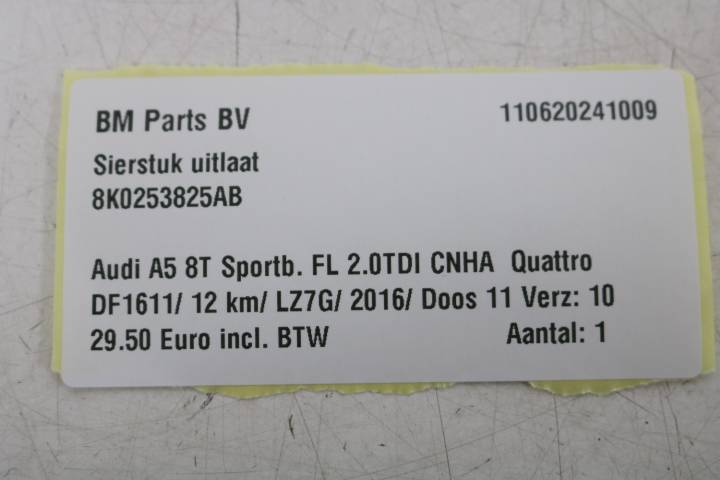 BM Parts BV 110620241009
Sierstuk uitlaat
8K0253825AB
Audi A5 8T Sportb. FL 2.0TDI CNHA Quattro
DF1611/ 12 km/ LZ7G/ 2016/ Doos 11 Verz: 10
29.50 Euro incl. BTW Aantal: 1